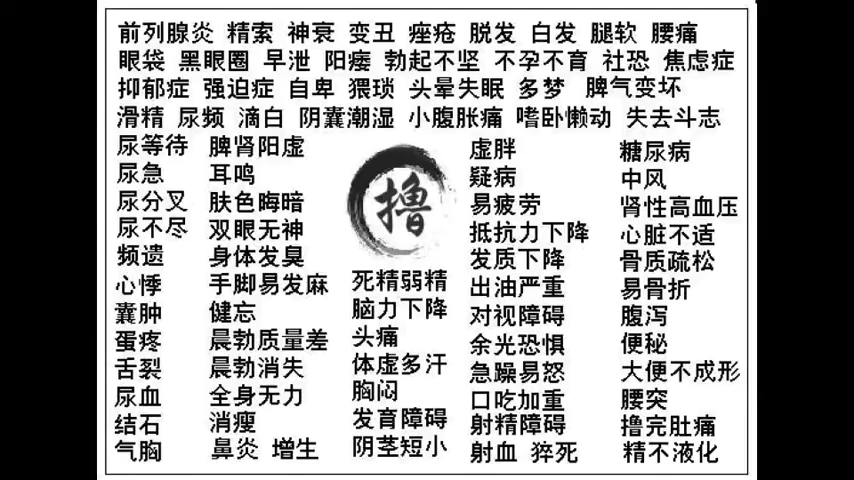 前列腺炎 精索 神衰 变丑 痤疮 脱发 白发 腿软 腰痛
眼袋 黑眼圈 早泄 阳痿 勃起不坚 不孕不育 社恐 焦虑症
抑郁症 强迫症 自卑 猥琐 头晕失眠 多梦 脾气变坏
滑精 尿频 滴白 阴囊潮湿 小腹胀痛 嗜卧懒动 失去斗志
尿等待
尿急
尿分叉
尿不尽
频遗
心悸
囊肿
蛋疼
舌裂
尿血
结石
气胸
脾肾阳虚
耳鸣
肤色晦暗
双眼无神
身体发臭
手脚易发麻
健忘
晨勃质量差
晨勃消失
全身无力
消瘦
鼻炎 增生
撸
死精弱精
脑力下降
头痛
体虚多汗
胸闷
发育障碍
阴茎短小
虚胖
疑病
易疲劳
抵抗力下降
发质下降
出油严重
对视障碍
余光恐惧
急躁易怒
口吃加重
射精障碍
射血 猝死
糖尿病
中风
肾性高血压
心脏不适
骨质疏松
易骨折
腹泻
便秘
大便不成形
腰突
撸完肚痛
精不液化